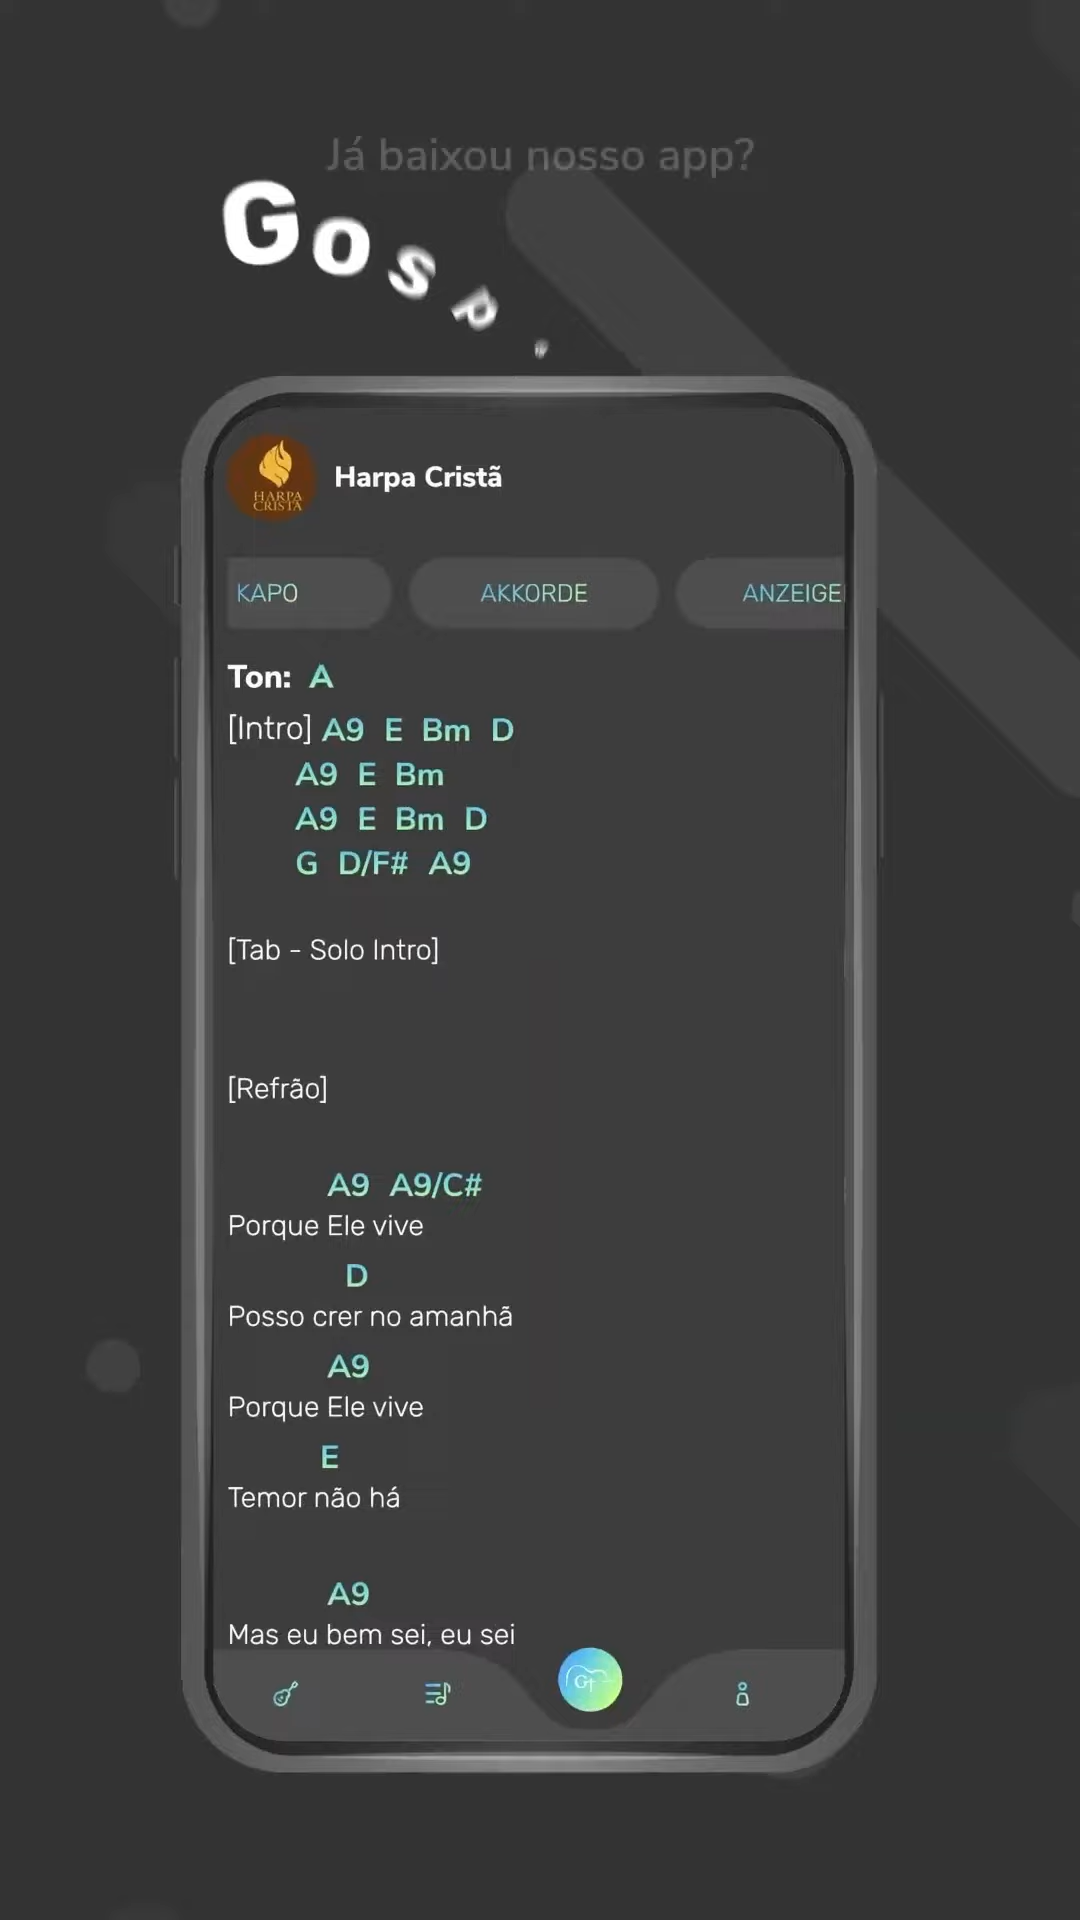 Já baixou nosso app?
Gosp
HARPA
CRISTÃ
Harpa Cristã
KAPO AKKORDE ANZEIGE
Ton: A
[Intro] A9 E Bm D
A9 E Bm
A9 E Bm D
G D/F# A9
[Tab - Solo Intro]
[Refrão]
A9 A9/C#
Porque Ele vive
D
Posso crer no amanhã
A9
Porque Ele vive
E
Temor não há
A9
Mas eu bem sei, eu sei